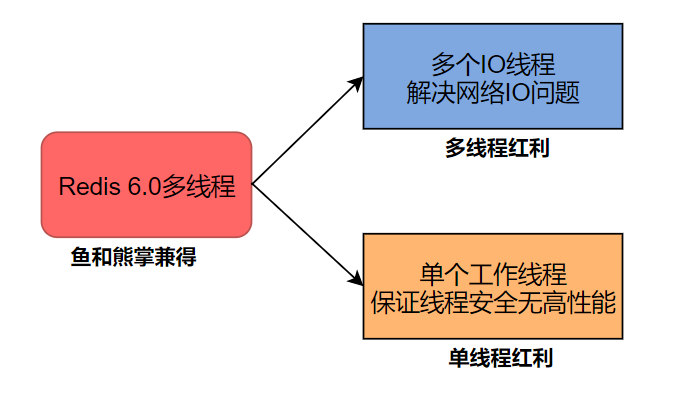 Redis 6.0多线程
鱼和熊掌兼得
多个IO线程
解决网络IO问题
多线程红利
单个工作线程
保证线程安全无高性能
单线程红利